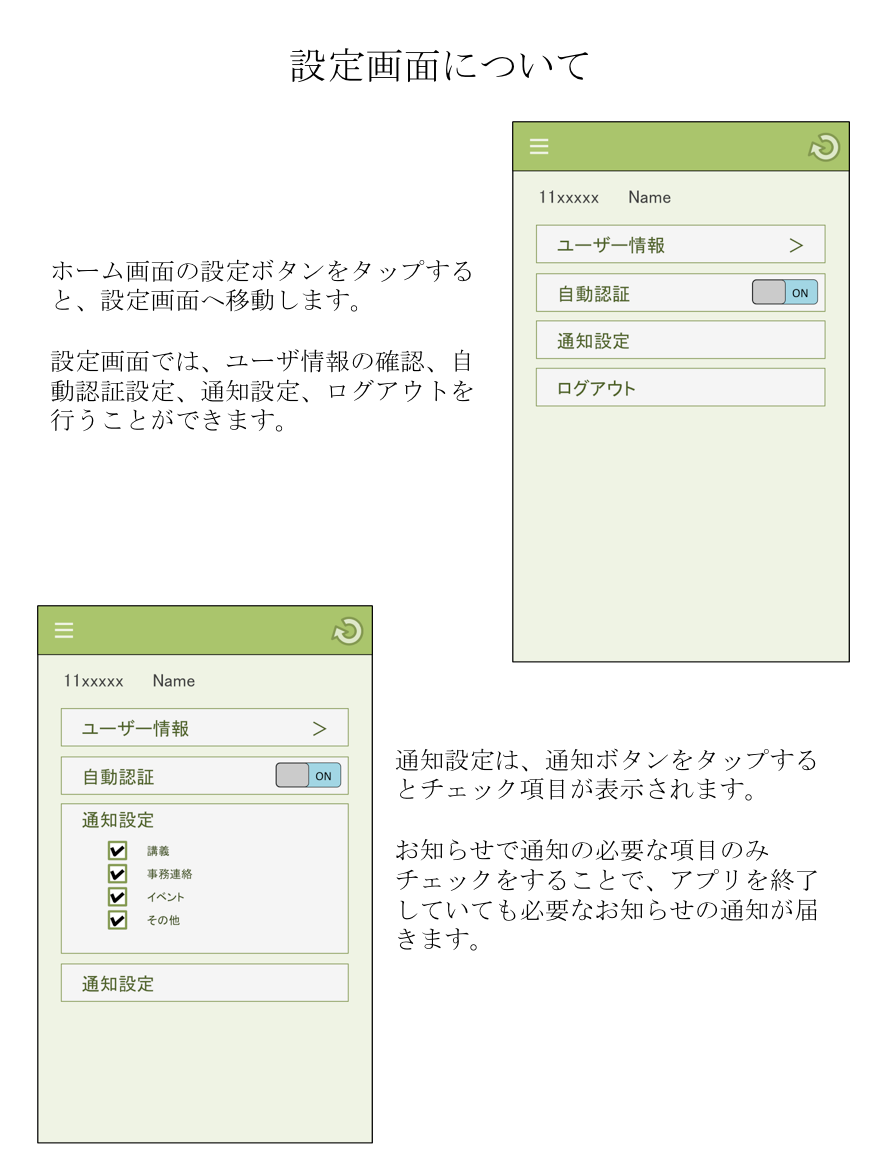 設定画面について
11xxxxx Name
ユーザー情報 >
自動認証 ON
通知設定
ログアウト
ホーム画面の設定ボタンをタップする
と、設定画面へ移動します。
設定画面では、ユーザ情報の確認、自
動認証設定、通知設定、ログアウトを
行うことができます。
11xxxxx Name
ユーザー情報 >
自動認証 ON
通知設定
講義
事務連絡
イベント
その他
通知設定
通知設定は、通知ボタンをタップする
とチェック項目が表示されます。
お知らせで通知の必要な項目のみ
チェックをすることで、アプリを終了
していても必要なお知らせの通知が届
きます。